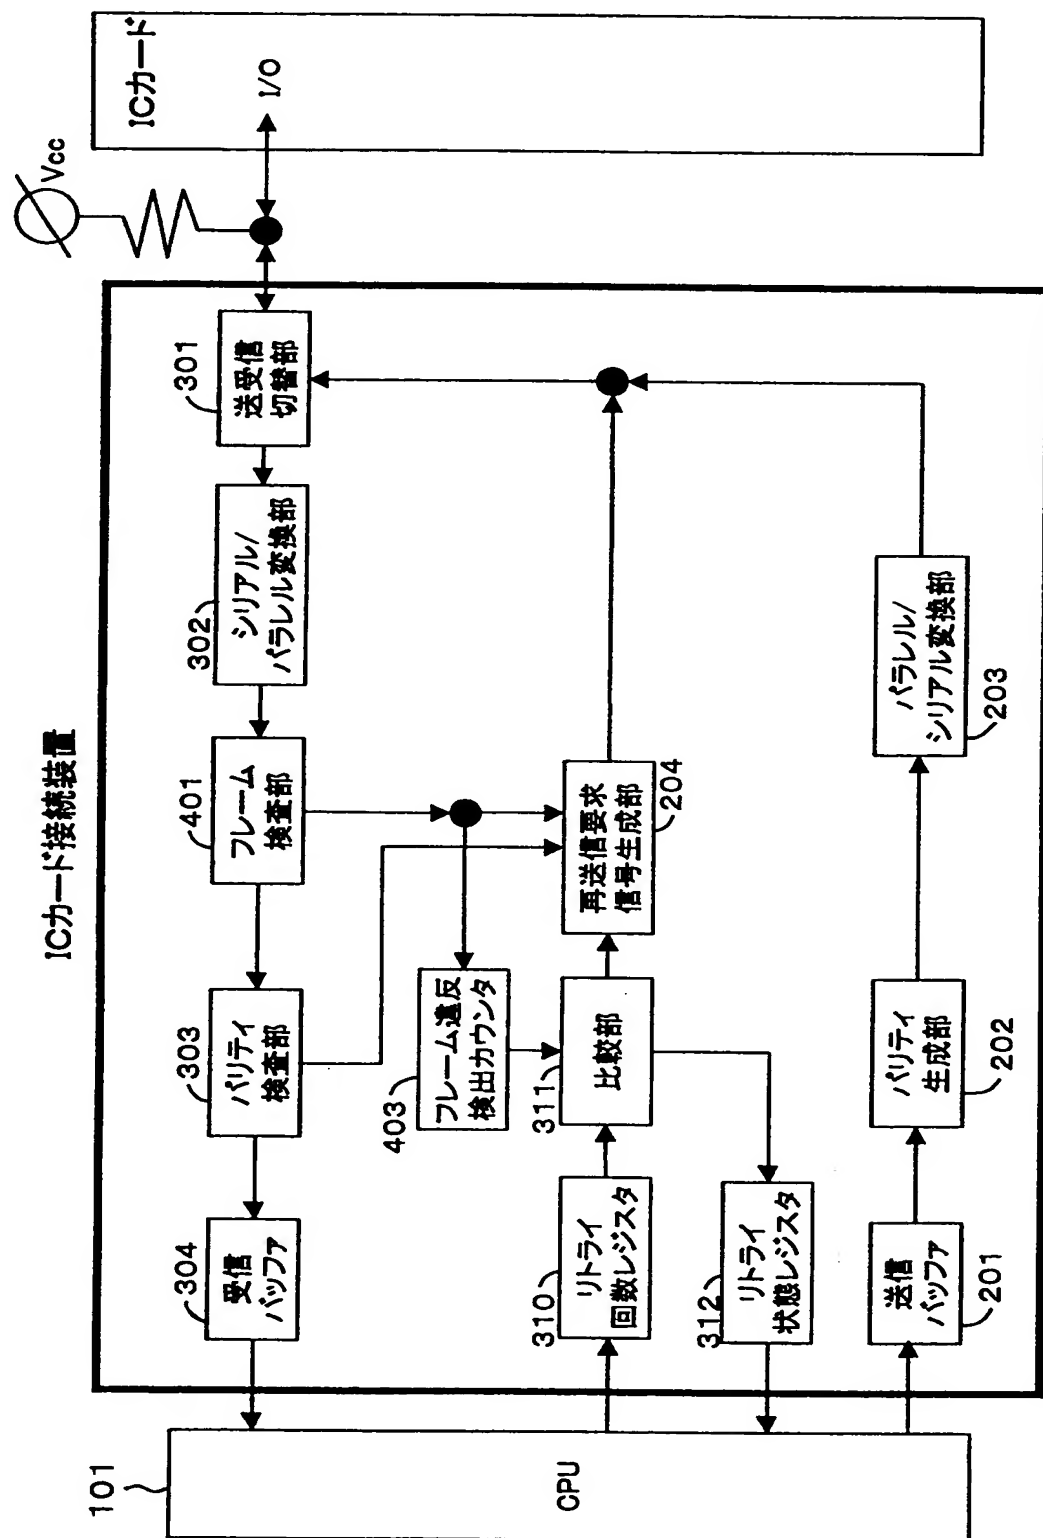 ICカード接続装置
101
CPU
304
受信
バッファ
303
パリティ
検査部
401
フレーム
検査部
302
シリアル/
パラレル変換部
301
送受信
切替部
Vcc
ICカード
I/O
403
フレーム違反
検出カウンタ
310
リトライ
回数レジスタ
311
比較部
再送信要求
信号生成部
204
312
リトライ
状態レジスタ
送信
バッファ
201
パリティ
生成部
202
パラレル/
シリアル変換部
203